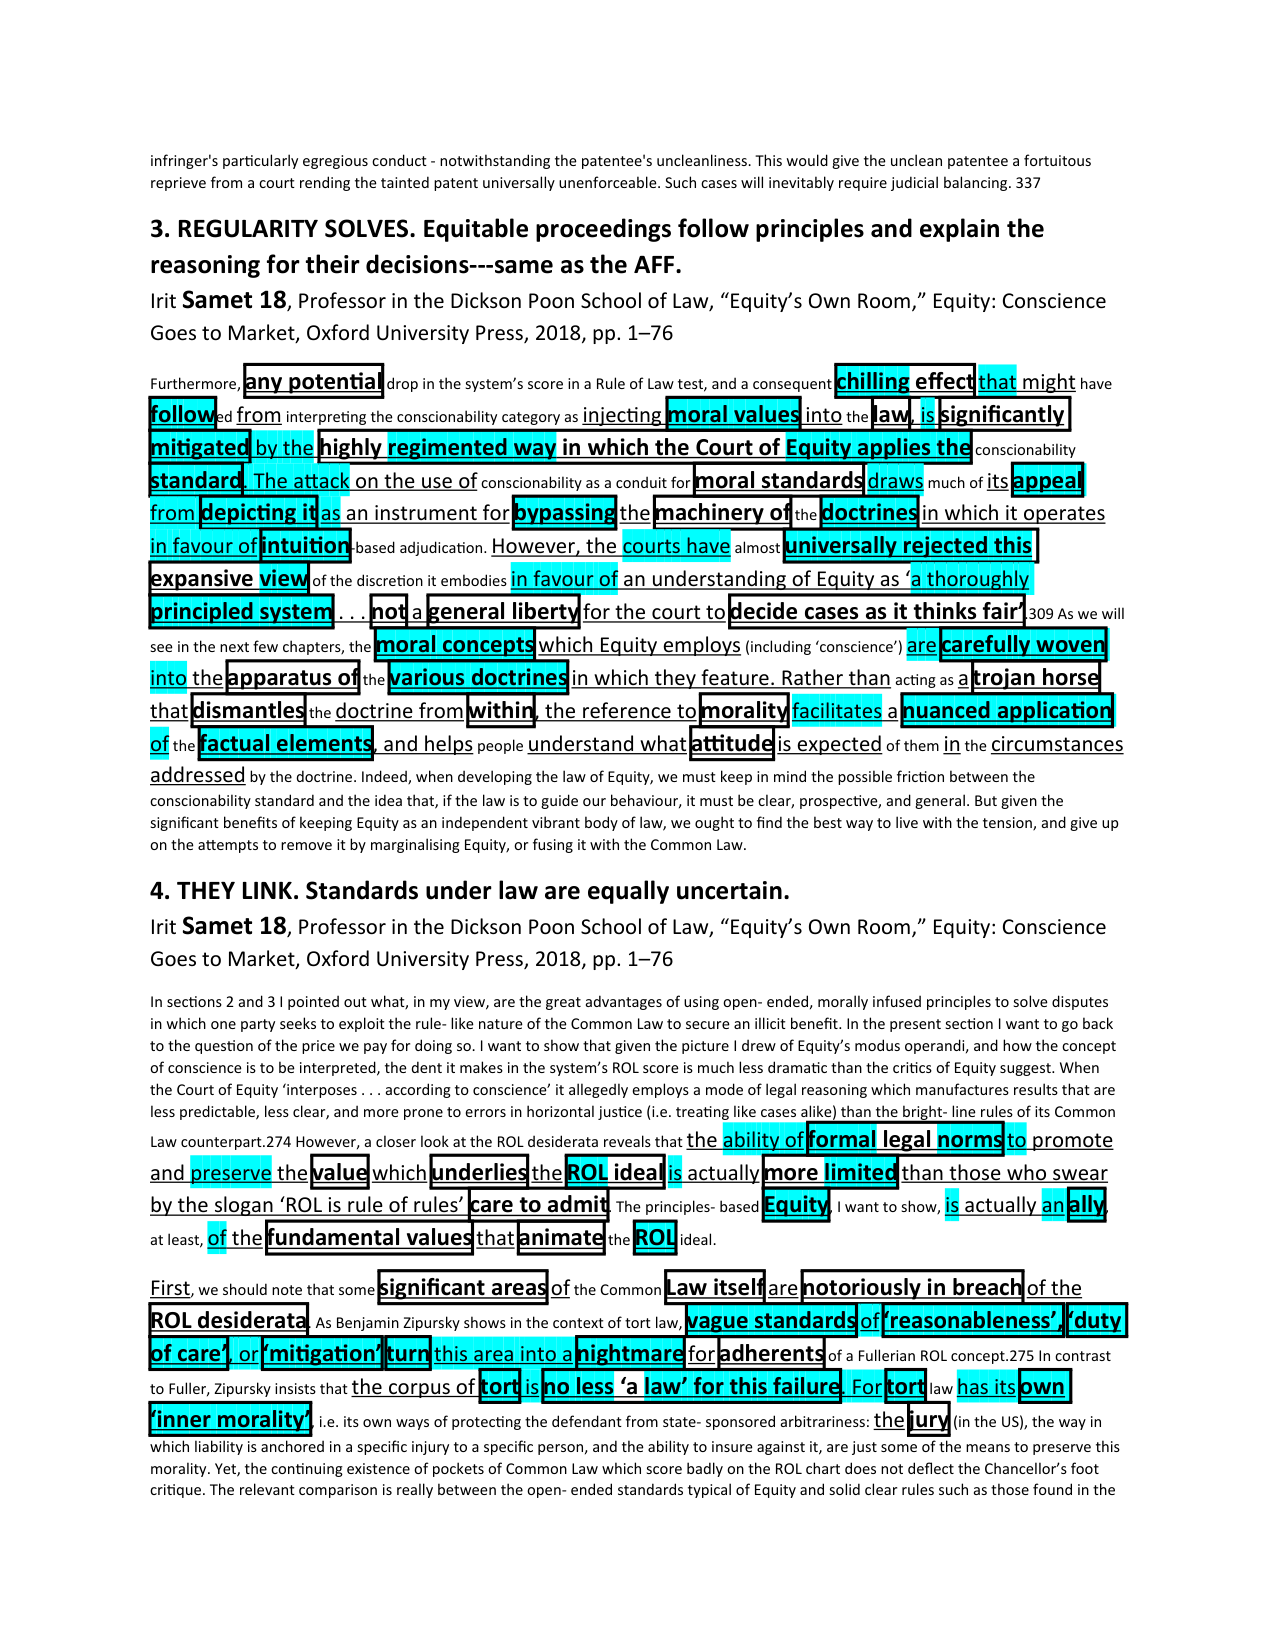 infringer's particularly egregious conduct - notwithstanding the patentee's uncleanliness. This would give the unclean patentee a fortuitous
reprieve from a court rending the tainted patent universally unenforceable. Such cases will inevitably require judicial balancing. 337
3. REGULARITY SOLVES. Equitable proceedings follow principles and explain the
reasoning for their decisions---same as the AFF.
Irit Samet 18, Professor in the Dickson Poon School of Law, “Equity’s Own Room,” Equity: Conscience
Goes to Market, Oxford University Press, 2018, pp. 1–76
Furthermore, any potential drop in the system’s score in a Rule of Law test, and a consequent chilling effect that might have
followed from interpreting the conscionability category as injecting moral values into the law, is significantly
mitigated by the highly regimented way in which the Court of Equity applies the conscionability
standard. The attack on the use of conscionability as a conduit for moral standards draws much of its appeal
from depicting it as an instrument for bypassing the machinery of the doctrines in which it operates
in favour of intuition-based adjudication. However, the courts have almost universally rejected this
expansive view of the discretion it embodies in favour of an understanding of Equity as ‘a thoroughly
principled system . . . not a general liberty for the court to decide cases as it thinks fair’.309 As we will
see in the next few chapters, the moral concepts which Equity employs (including ‘conscience’) are carefully woven
into the apparatus of the various doctrines in which they feature. Rather than acting as a trojan horse
that dismantles the doctrine from within, the reference to morality facilitates a nuanced application
of the factual elements, and helps people understand what attitude is expected of them in the circumstances
addressed by the doctrine. Indeed, when developing the law of Equity, we must keep in mind the possible friction between the
conscionability standard and the idea that, if the law is to guide our behaviour, it must be clear, prospective, and general. But given the
significant benefits of keeping Equity as an independent vibrant body of law, we ought to find the best way to live with the tension, and give up
on the attempts to remove it by marginalising Equity, or fusing it with the Common Law.
4. THEY LINK. Standards under law are equally uncertain.
Irit Samet 18, Professor in the Dickson Poon School of Law, “Equity’s Own Room,” Equity: Conscience
Goes to Market, Oxford University Press, 2018, pp. 1–76
In sections 2 and 3 I pointed out what, in my view, are the great advantages of using open- ended, morally infused principles to solve disputes
in which one party seeks to exploit the rule- like nature of the Common Law to secure an illicit benefit. In the present section I want to go back
to the question of the price we pay for doing so. I want to show that given the picture I drew of Equity’s modus operandi, and how the concept
of conscience is to be interpreted, the dent it makes in the system’s ROL score is much less dramatic than the critics of Equity suggest. When
the Court of Equity ‘interposes . . . according to conscience’ it allegedly employs a mode of legal reasoning which manufactures results that are
less predictable, less clear, and more prone to errors in horizontal justice (i.e. treating like cases alike) than the bright- line rules of its Common
Law counterpart.274 However, a closer look at the ROL desiderata reveals that the ability of formal legal norms to promote
and preserve the value which underlies the ROL ideal is actually more limited than those who swear
by the slogan ‘ROL is rule of rules’ care to admit. The principles- based Equity, I want to show, is actually an ally,
at least, of the fundamental values that animate the ROL ideal.
First, we should note that some significant areas of the Common Law itself are notoriously in breach of the
ROL desiderata. As Benjamin Zipursky shows in the context of tort law, vague standards of ‘reasonableness’, ‘duty
of care’, or ‘mitigation’ turn this area into a nightmare for adherents of a Fullerian ROL concept.275 In contrast
to Fuller, Zipursky insists that the corpus of tort is no less ‘a law’ for this failure. For tort law has its own
‘inner morality’, i.e. its own ways of protecting the defendant from state- sponsored arbitrariness: the jury (in the US), the way in
which liability is anchored in a specific injury to a specific person, and the ability to insure against it, are just some of the means to preserve this
morality. Yet, the continuing existence of pockets of Common Law which score badly on the ROL chart does not deflect the Chancellor’s foot
critique. The relevant comparison is really between the open- ended standards typical of Equity and solid clear rules such as those found in the